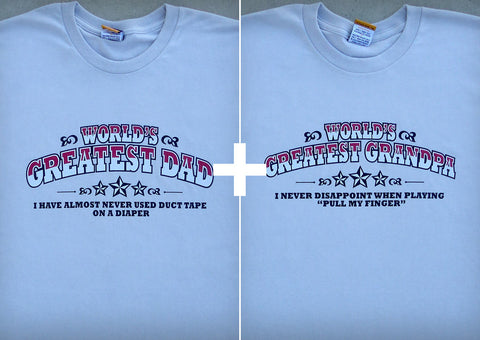 WORLD'S
GREATEST DAD
I HAVE ALMOST NEVER USED DUCT TAPE
ON A DIAPER
WORLD'S
GREATEST GRANDPA
I NEVER DISAPPOINT WHEN PLAYING
“PULL MY FINGER”